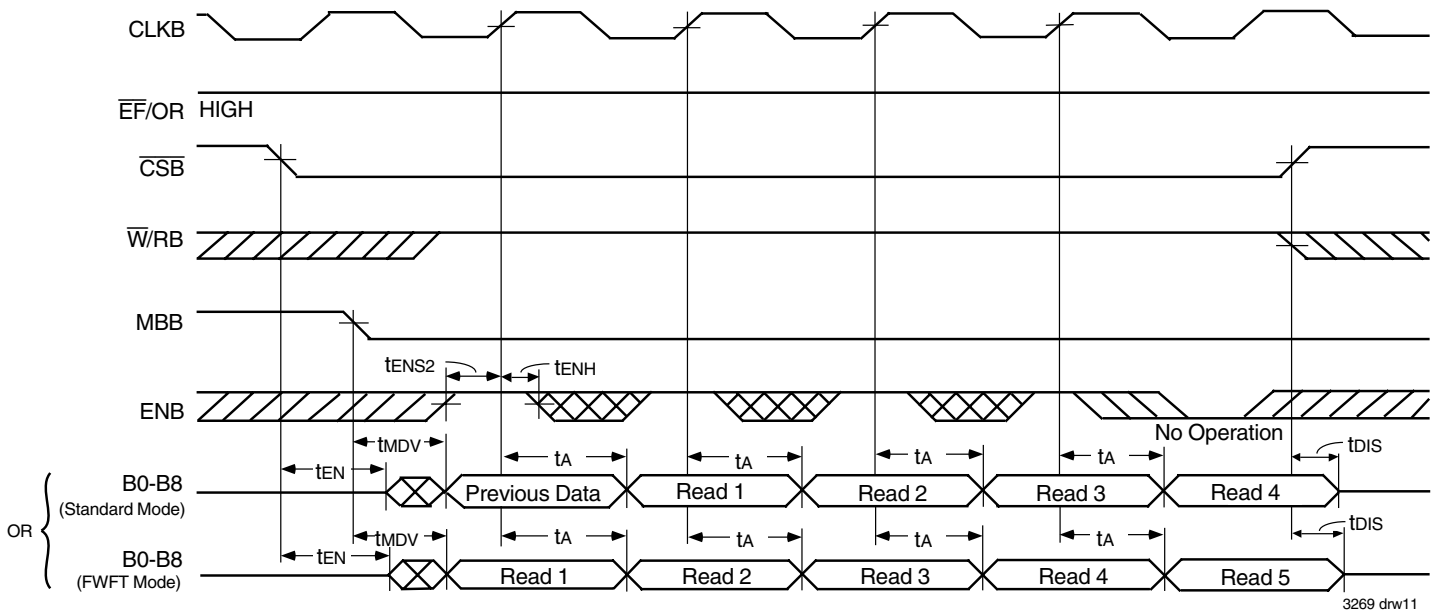 CLKB
EF/OR HIGH
CSB
W/RB
MBB
tENS2 tENH
ENB
No Operation
tMDV
tEN tA tA tA tA tDIS
B0-B8 Previous Data Read 1 Read 2 Read 3 Read 4
(Standard Mode)
OR
tMDV
tEN tA tA tA tA tDIS
B0-B8 Read 1 Read 2 Read 3 Read 4 Read 5
(FWFT Mode)
3269 drw11